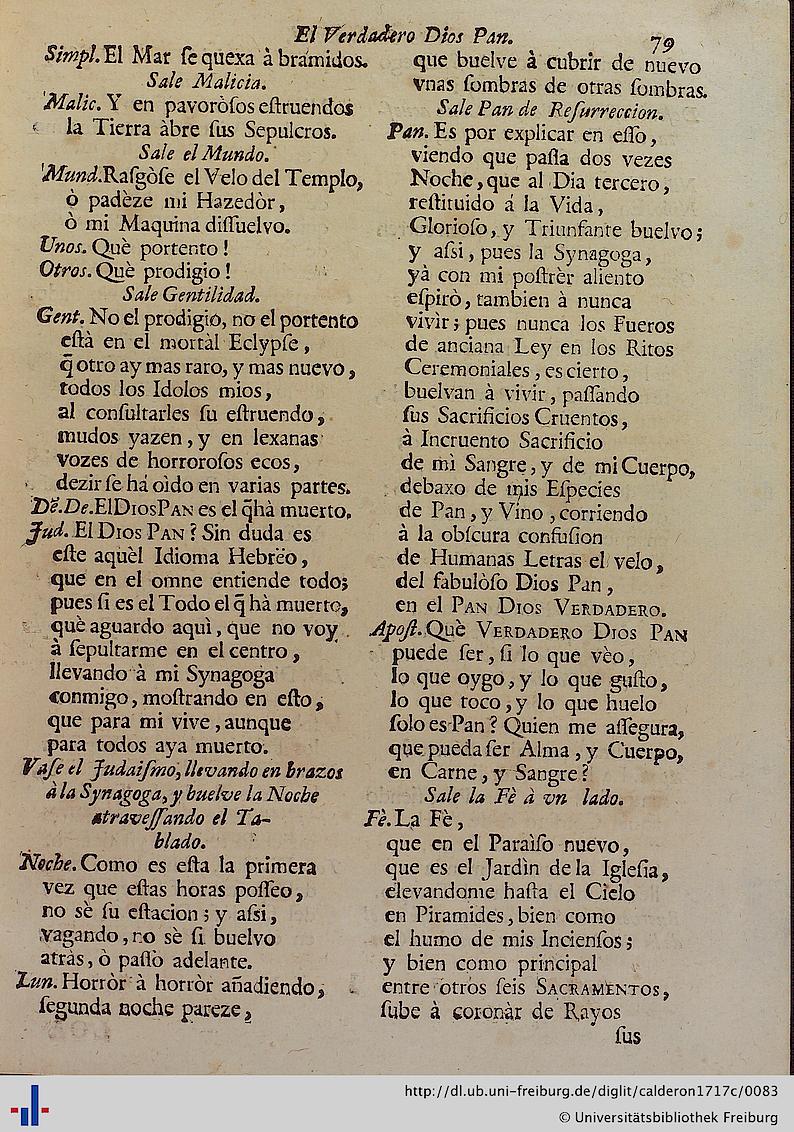 El Verdadero Dios Pan. 79
Simpl. El Mar ſe quexa à bramidos.
Sale Malicia.
Malic. Y en pavoròſos eſtruendos
la Tierra àbre ſus Sepulcros.
Sale el Mundo.
Mund. Raſgòſe el Velo del Templo,
ò padèze mi Hazedòr,
ò mi Maquina diſſuelvo.
Unos. Què portento !
Otros. Què prodigio !
Sale Gentilidad.
Gent. No el prodigio, no el portento
eſtà en el mortàl Eclypſe,
q̃ otro ay mas raro, y mas nuevo,
todos los Idolos mios,
al conſultarles ſu eſtruendo,
mudos yazen, y en lexanas
vozes de horroroſos ecos,
dezir ſe há oìdo en varias partes.
Dẽ. De. El DIOS PAN es el q̃ hà muerto.
Jud. El DIOS PAN ? Sin duda es
eſte aquèl Idioma Hebrèo,
que en el omne entiende todo;
pues ſi es el Todo el q̃ hà muerto,
què aguardo aquì, que no voy
à ſepultarme en el centro,
llevando à mi Synagoga
conmigo, moſtrando en eſto,
que para mi vive, aunque
para todos aya muerto.
Vaſe el Judaiſmo, llevando en brazos
à la Synagoga, y buelve la Noche
atraveſſando el Ta-
blado.
Noche. Como es eſta la primera
vez que eſtas horas poſſeo,
no sè ſu eſtacion ; y aſsi,
vagando, no sè ſi buelvo
atràs, ò paſſo adelante.
Lun. Horròr à horròr añadiendo,
ſegunda noche pareze,
que buelve à cubrir de nuevo
vnas ſombras de otras ſombras.
Sale Pan de Reſurreccion.
Pan. Es por explicar en eſſo,
viendo que paſſa dos vezes
Noche, que al Dia tercero,
reſtituido á la Vida,
Glorioſo, y Triunfante buelvo;
y aſsi, pues la Synagoga,
yà con mi poſtrèr aliento
eſpirò, tambien à nunca
vivìr ; pues nunca los Fueros
de anciana Ley en los Ritos
Ceremoniales, es cierto,
buelvan à vivir, paſſando
ſus Sacrificios Cruentos,
à Incruento Sacrificio
de mì Sangre, y de mi Cuerpo,
debaxo de mis Eſpecies
de Pan, y Vino, corriendo
à la obſcura confuſion
de Humanas Letras el velo,
del fabulòſo Dios Pan,
en el PAN DIOS VERDADERO.
Apoſt. Què VERDADERO DIOS PAN
puede ſer, ſi lo que vèo,
lo que oygo, y lo que guſto,
lo que toco, y lo que huelo
ſolo es Pan ? Quien me aſſegura,
que pueda ſer Alma, y Cuerpo,
en Carne, y Sangre ?
Sale la Fè à vn lado.
Fè. La Fè,
que en el Paraìſo nuevo,
que es el Jardìn de la Igleſia,
elevandome haſta el Cielo
en Piramides, bien como
el humo de mis Incienſos;
y bien como principal
entre otros ſeis SACRAMENTOS,
ſube à coronàr de Rayos
ſus
http://dl.ub.uni-freiburg.de/diglit/calderon1717c/0083
© Universitätsbibliothek Freiburg